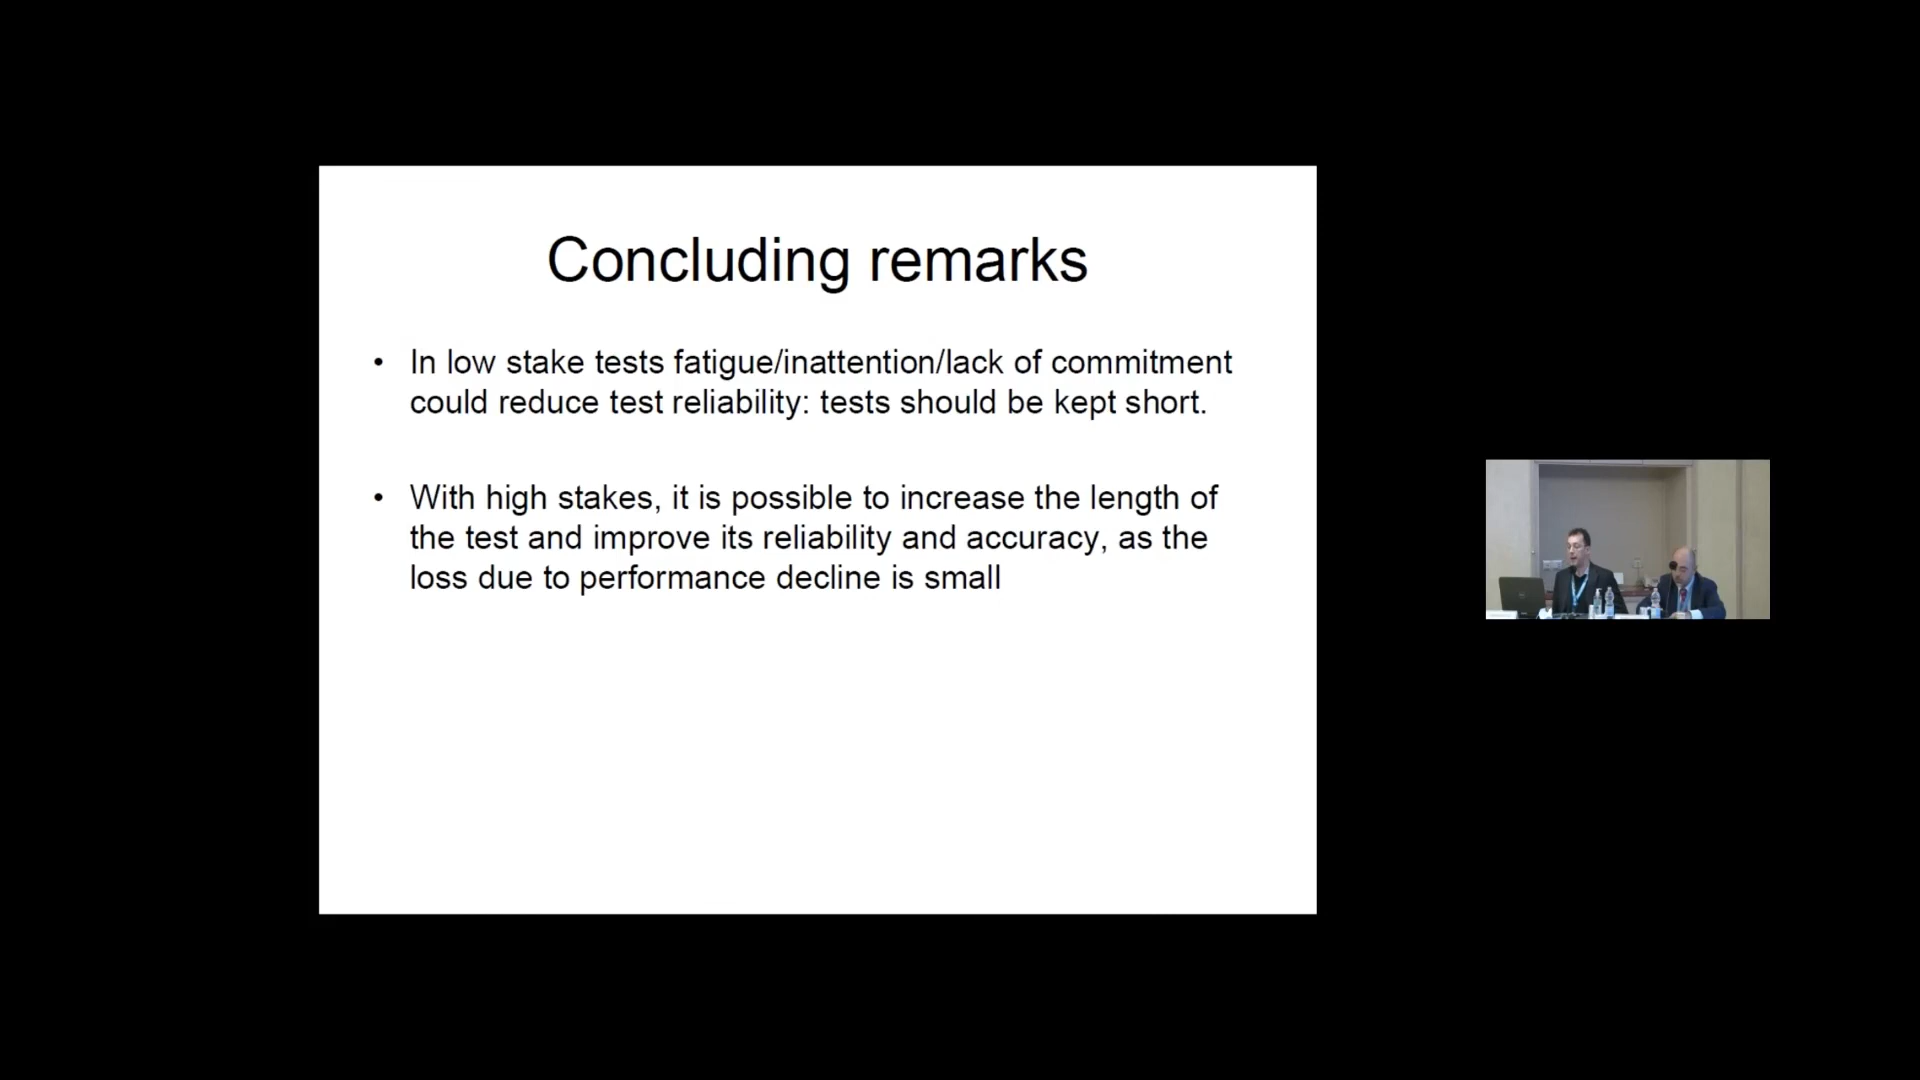 Concluding remarks
• In low stake tests fatigue/inattention/lack of commitment
could reduce test reliability: tests should be kept short.
• With high stakes, it is possible to increase the length of
the test and improve its reliability and accuracy, as the
loss due to performance decline is small